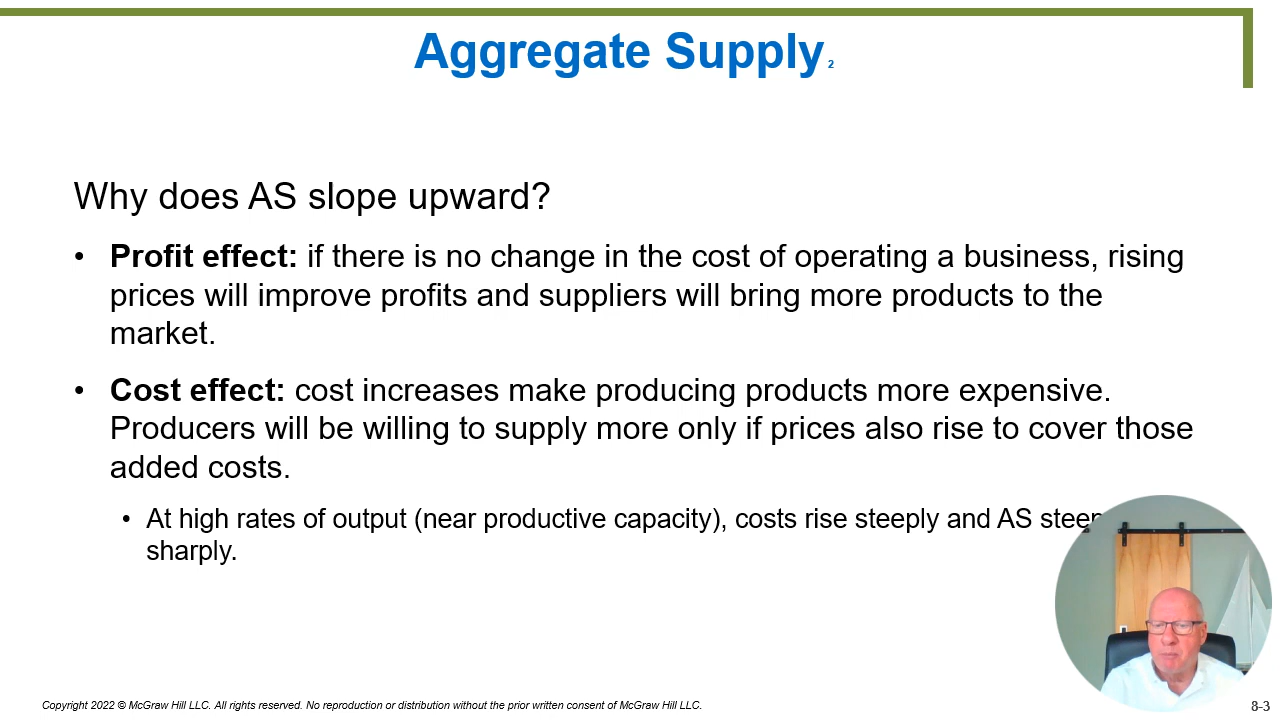 Aggregate Supply 2
Why does AS slope upward?
• Profit effect: if there is no change in the cost of operating a business, rising
prices will improve profits and suppliers will bring more products to the
market.
• Cost effect: cost increases make producing products more expensive.
Producers will be willing to supply more only if prices also rise to cover those
added costs.
• At high rates of output (near productive capacity), costs rise steeply and AS
sharply.
Copyright 2022 © McGraw Hill LLC. All rights reserved. No reproduction or distribution without the prior written consent of McGraw Hill LLC.
8-3